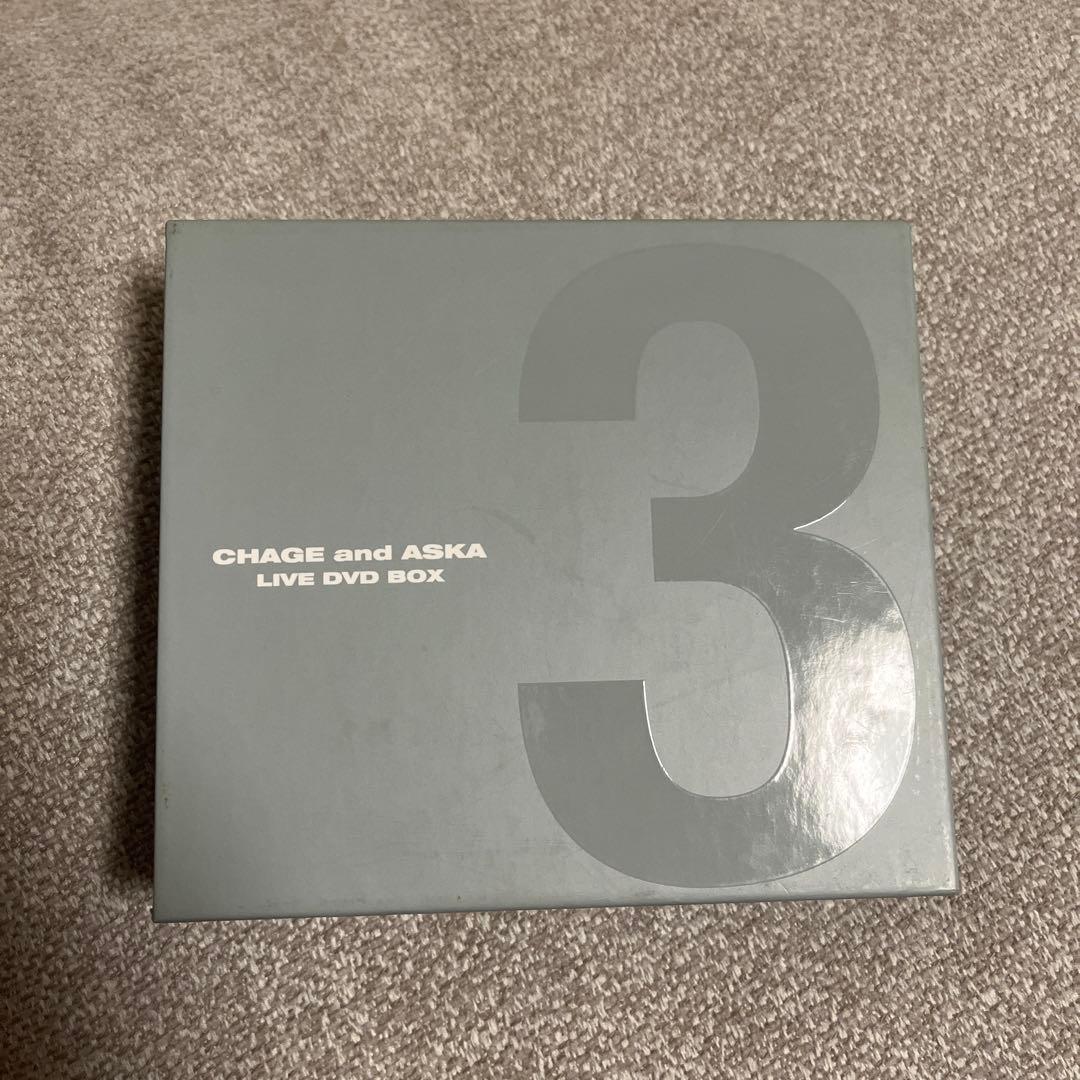 CHAGE and ASKA
LIVE DVD BOX
3